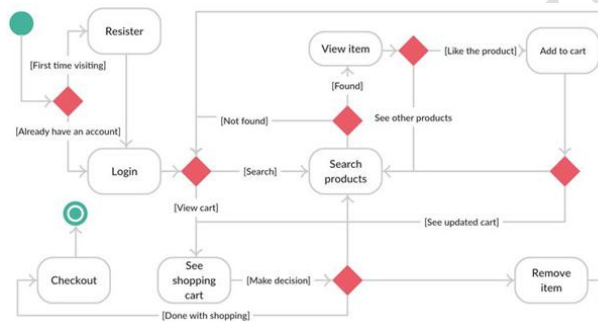 Resister
View item
[Like the product]
Add to cart
[First time visiting]
[Found]
[Not found]
See other products
[Already have an account]
Login
[Search]
Search
products
[View cart]
[See updated cart]
Checkout
See
shopping
cart
[Make decision]
Remove
item
[Done with shopping]